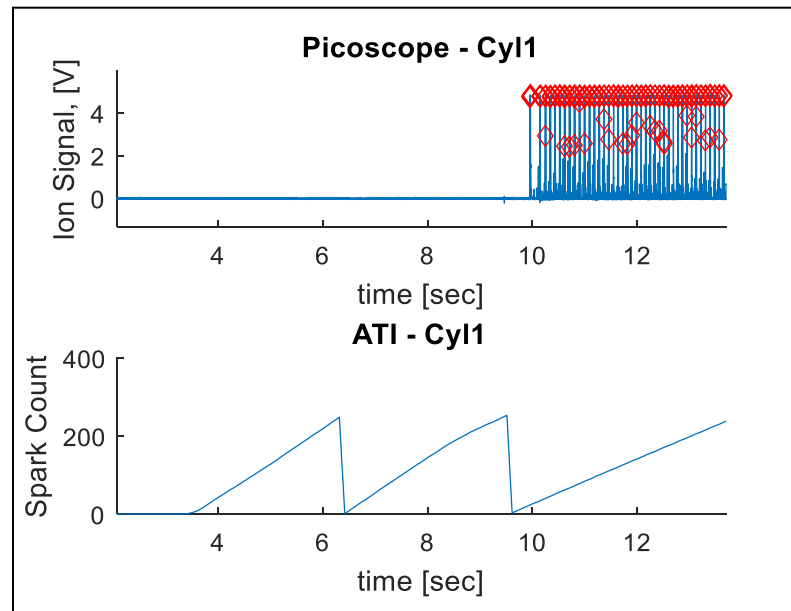 Picoscope - Cyl1
Ion Signal, [V]
4
2
0
4 6 8 10 12
time [sec]
ATI - Cyl1
Spark Count
400
200
0
4 6 8 10 12
time [sec]